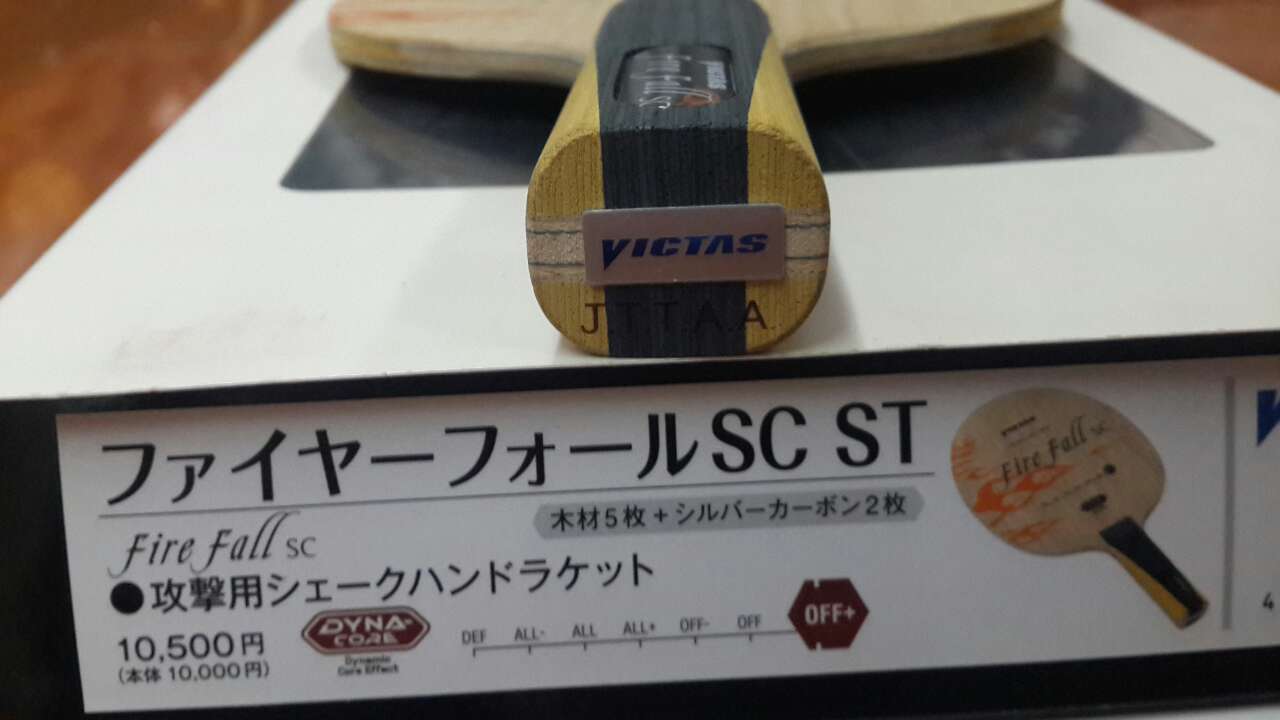 VICTAS
J.T.T.A.A.
ファイヤーフォールSC ST
木材5枚+シルバーカーボン2枚
Fire Fall SC
●攻撃用シェークハンドラケット
10,500円
(本体 10,000円)
DYNA-
CORE
Dynamic
Core Effect
DEF ALL- ALL ALL+ OFF- OFF OFF+
Fire Fall SC